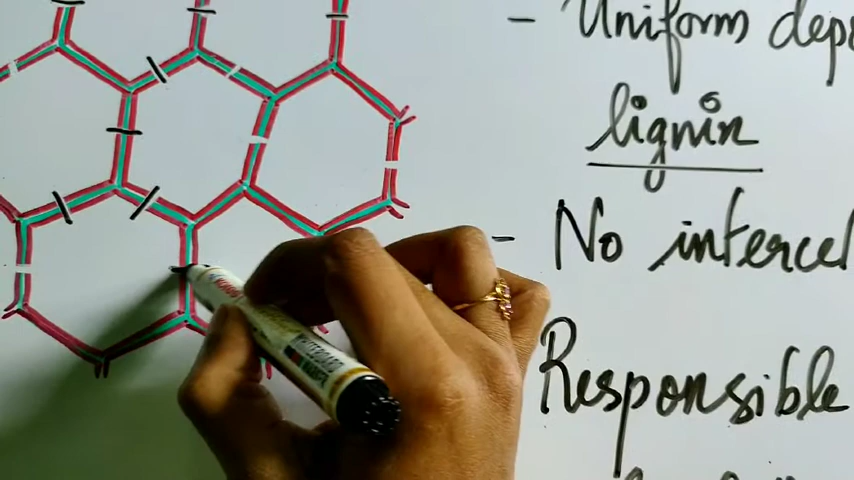 - Uniform depo
lignin
- No intercel
Responsible